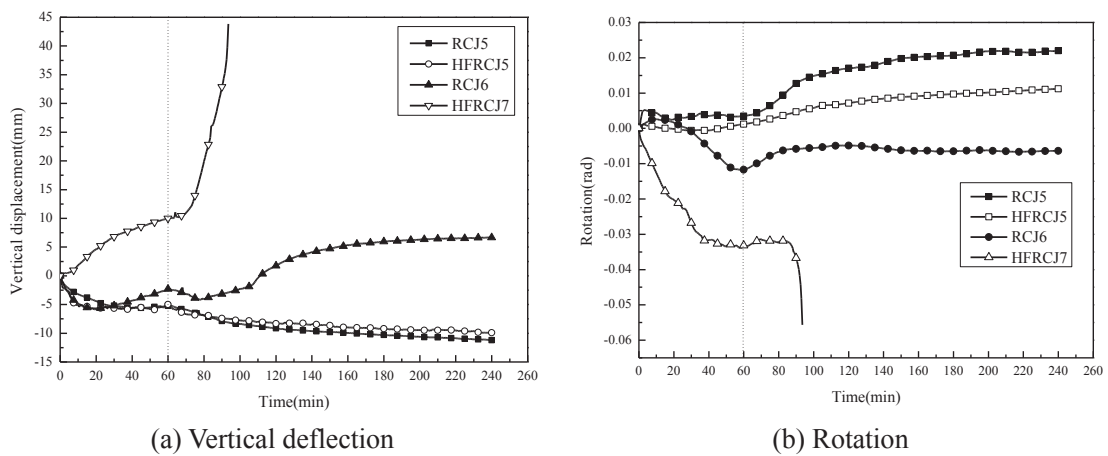 45
40
35
30
25
20
15
10
5
0
-5
-10
-15
Vertical displacement(mm)
RCJ5
HFRCJ5
RCJ6
HFRCJ7
0 20 40 60 80 100 120 140 160 180 200 220 240 260
Time(min)
(a) Vertical deflection
0.03
0.02
0.01
0.00
-0.01
-0.02
-0.03
-0.04
-0.05
-0.06
Rotation(rad)
RCJ5
HFRCJ5
RCJ6
HFRCJ7
0 20 40 60 80 100 120 140 160 180 200 220 240 260
Time(min)
(b) Rotation